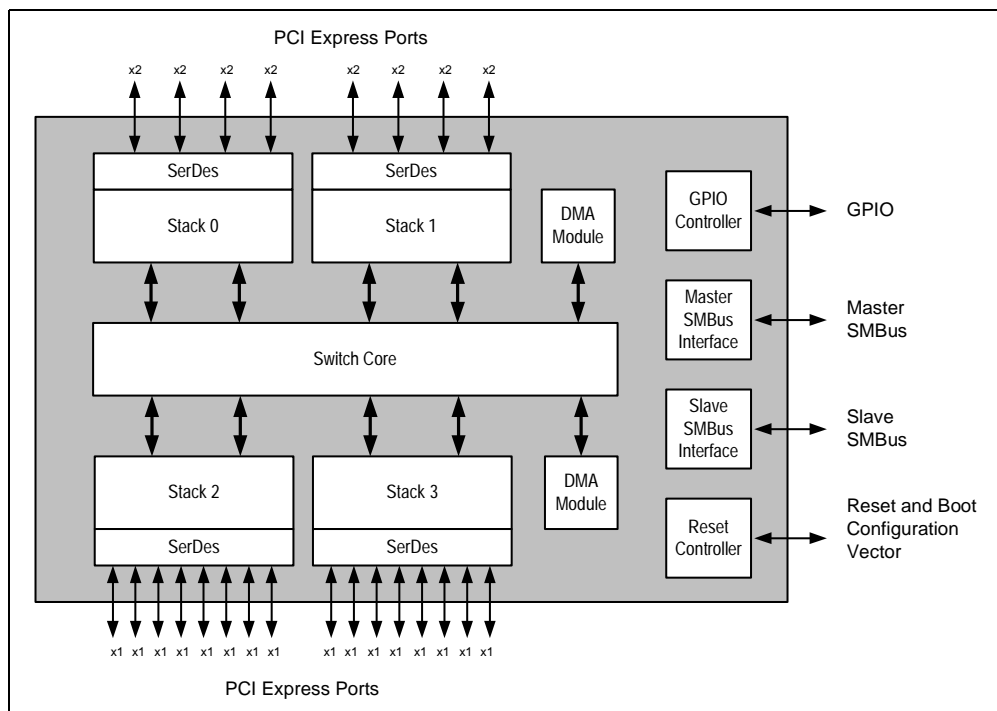 PCI Express Ports
x2 x2 x2 x2 x2 x2 x2 x2
SerDes
Stack 0
SerDes
Stack 1
DMA
Module
GPIO
Controller
GPIO
Master
SMBus
Interface
Master
SMBus
Switch Core
Slave
SMBus
Interface
Slave
SMBus
Stack 2
SerDes
Stack 3
SerDes
DMA
Module
Reset
Controller
Reset and Boot
Configuration
Vector
x1 x1 x1 x1 x1 x1 x1 x1 x1 x1 x1 x1 x1 x1 x1 x1
PCI Express Ports